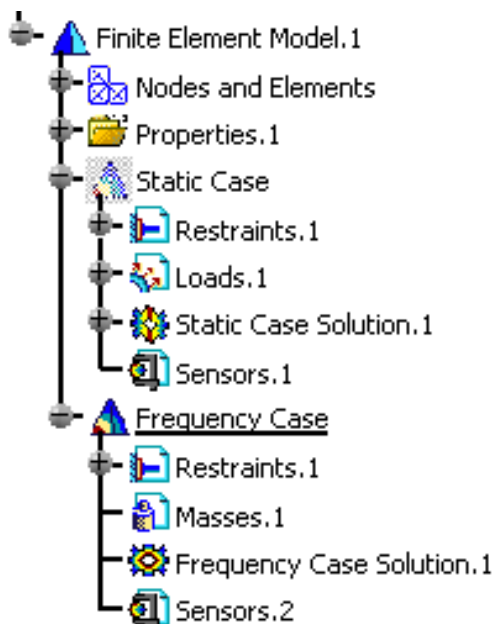 Finite Element Model.1
Nodes and Elements
Properties.1
Static Case
Restraints.1
Loads.1
Static Case Solution.1
Sensors.1
Frequency Case
Restraints.1
Masses.1
Frequency Case Solution.1
Sensors.2